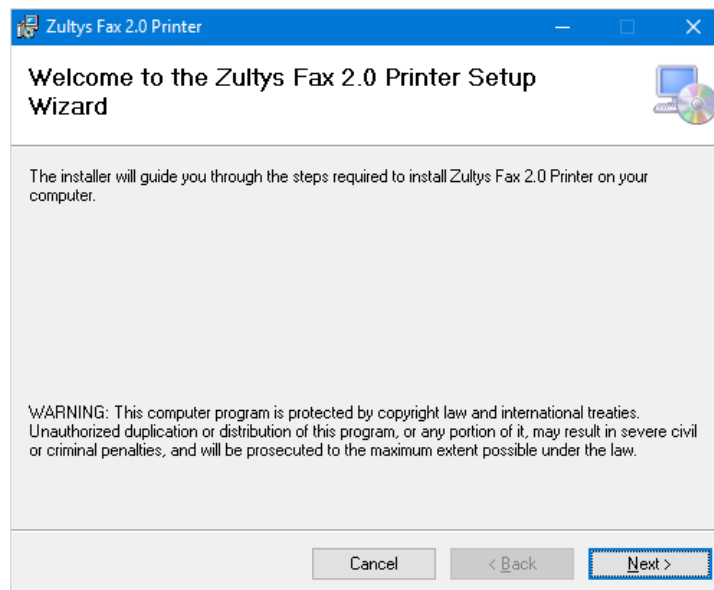 Zultys Fax 2.0 Printer
Welcome to the Zultys Fax 2.0 Printer Setup
Wizard
The installer will guide you through the steps required to install Zultys Fax 2.0 Printer on your
computer.
WARNING: This computer program is protected by copyright law and international treaties.
Unauthorized duplication or distribution of this program, or any portion of it, may result in severe civil
or criminal penalties, and will be prosecuted to the maximum extent possible under the law.
Cancel < Back Next >